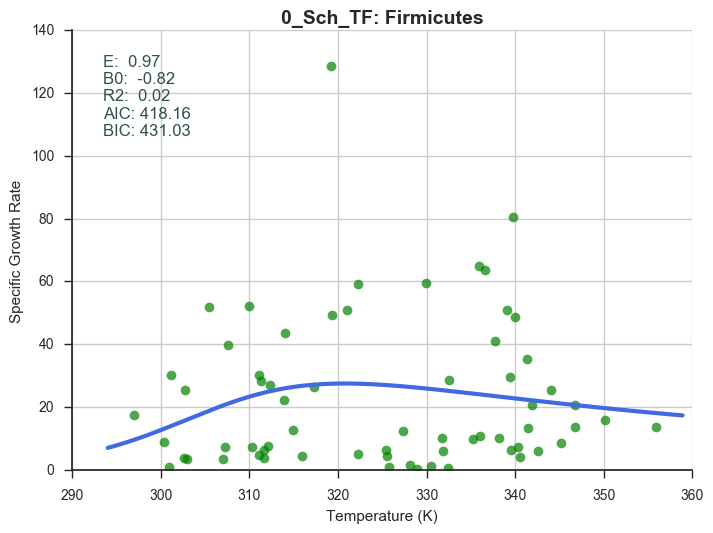 0_Sch_TF: Firmicutes
E:  0.97
B0:  -0.82
R2:  0.02
AIC: 418.16
BIC: 431.03
Specific Growth Rate
140
120
100
80
60
40
20
0
290 300 310 320 330 340 350 360
Temperature (K)